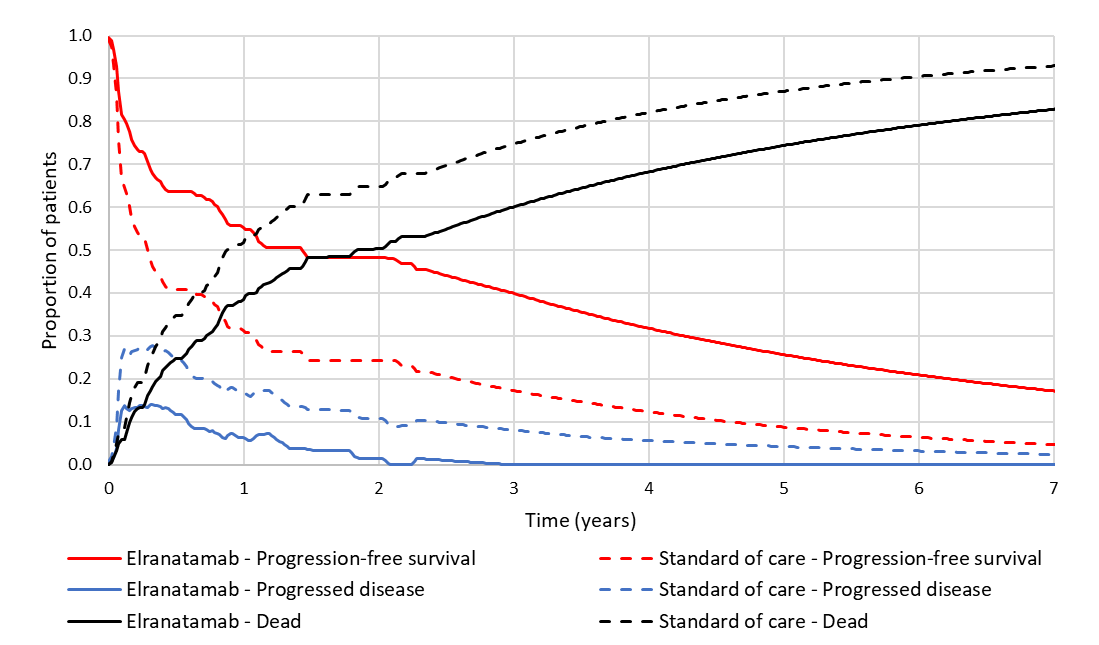 1.0
0.9
0.8
0.7
0.6
0.5
0.4
0.3
0.2
0.1
0.0
Proportion of patients
0 1 2 3 4 5 6 7
Time (years)
Elranatamab - Progression-free survival
Standard of care - Progression-free survival
Elranatamab - Progressed disease
Standard of care - Progressed disease
Elranatamab - Dead
Standard of care - Dead